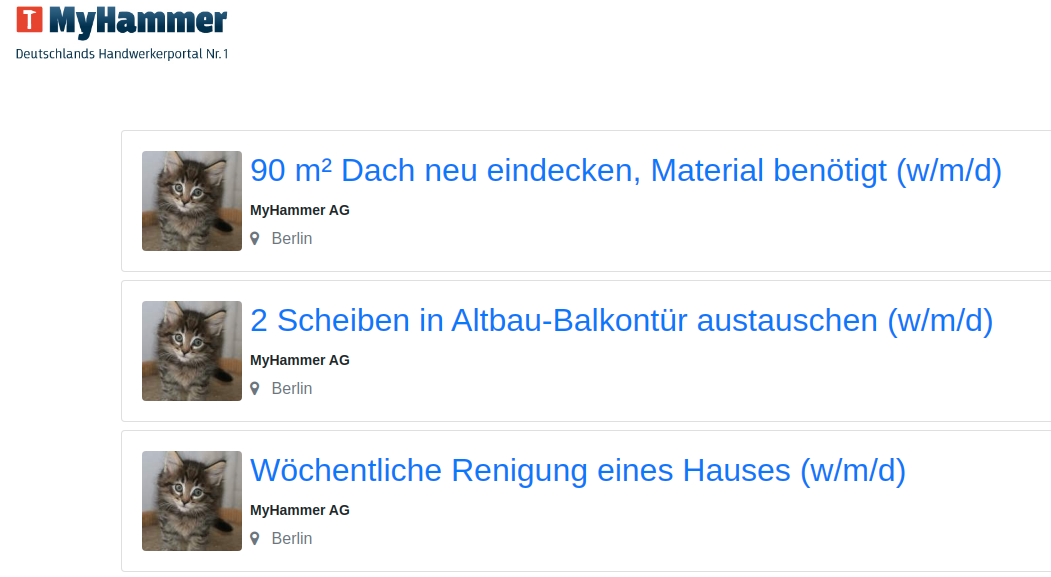 MyHammer
Deutschlands Handwerkerportal Nr.1
90 m² Dach neu eindecken, Material benötigt (w/m/d)
MyHammer AG
Berlin
2 Scheiben in Altbau-Balkontür austauschen (w/m/d)
MyHammer AG
Berlin
Wöchentliche Renigung eines Hauses (w/m/d)
MyHammer AG
Berlin